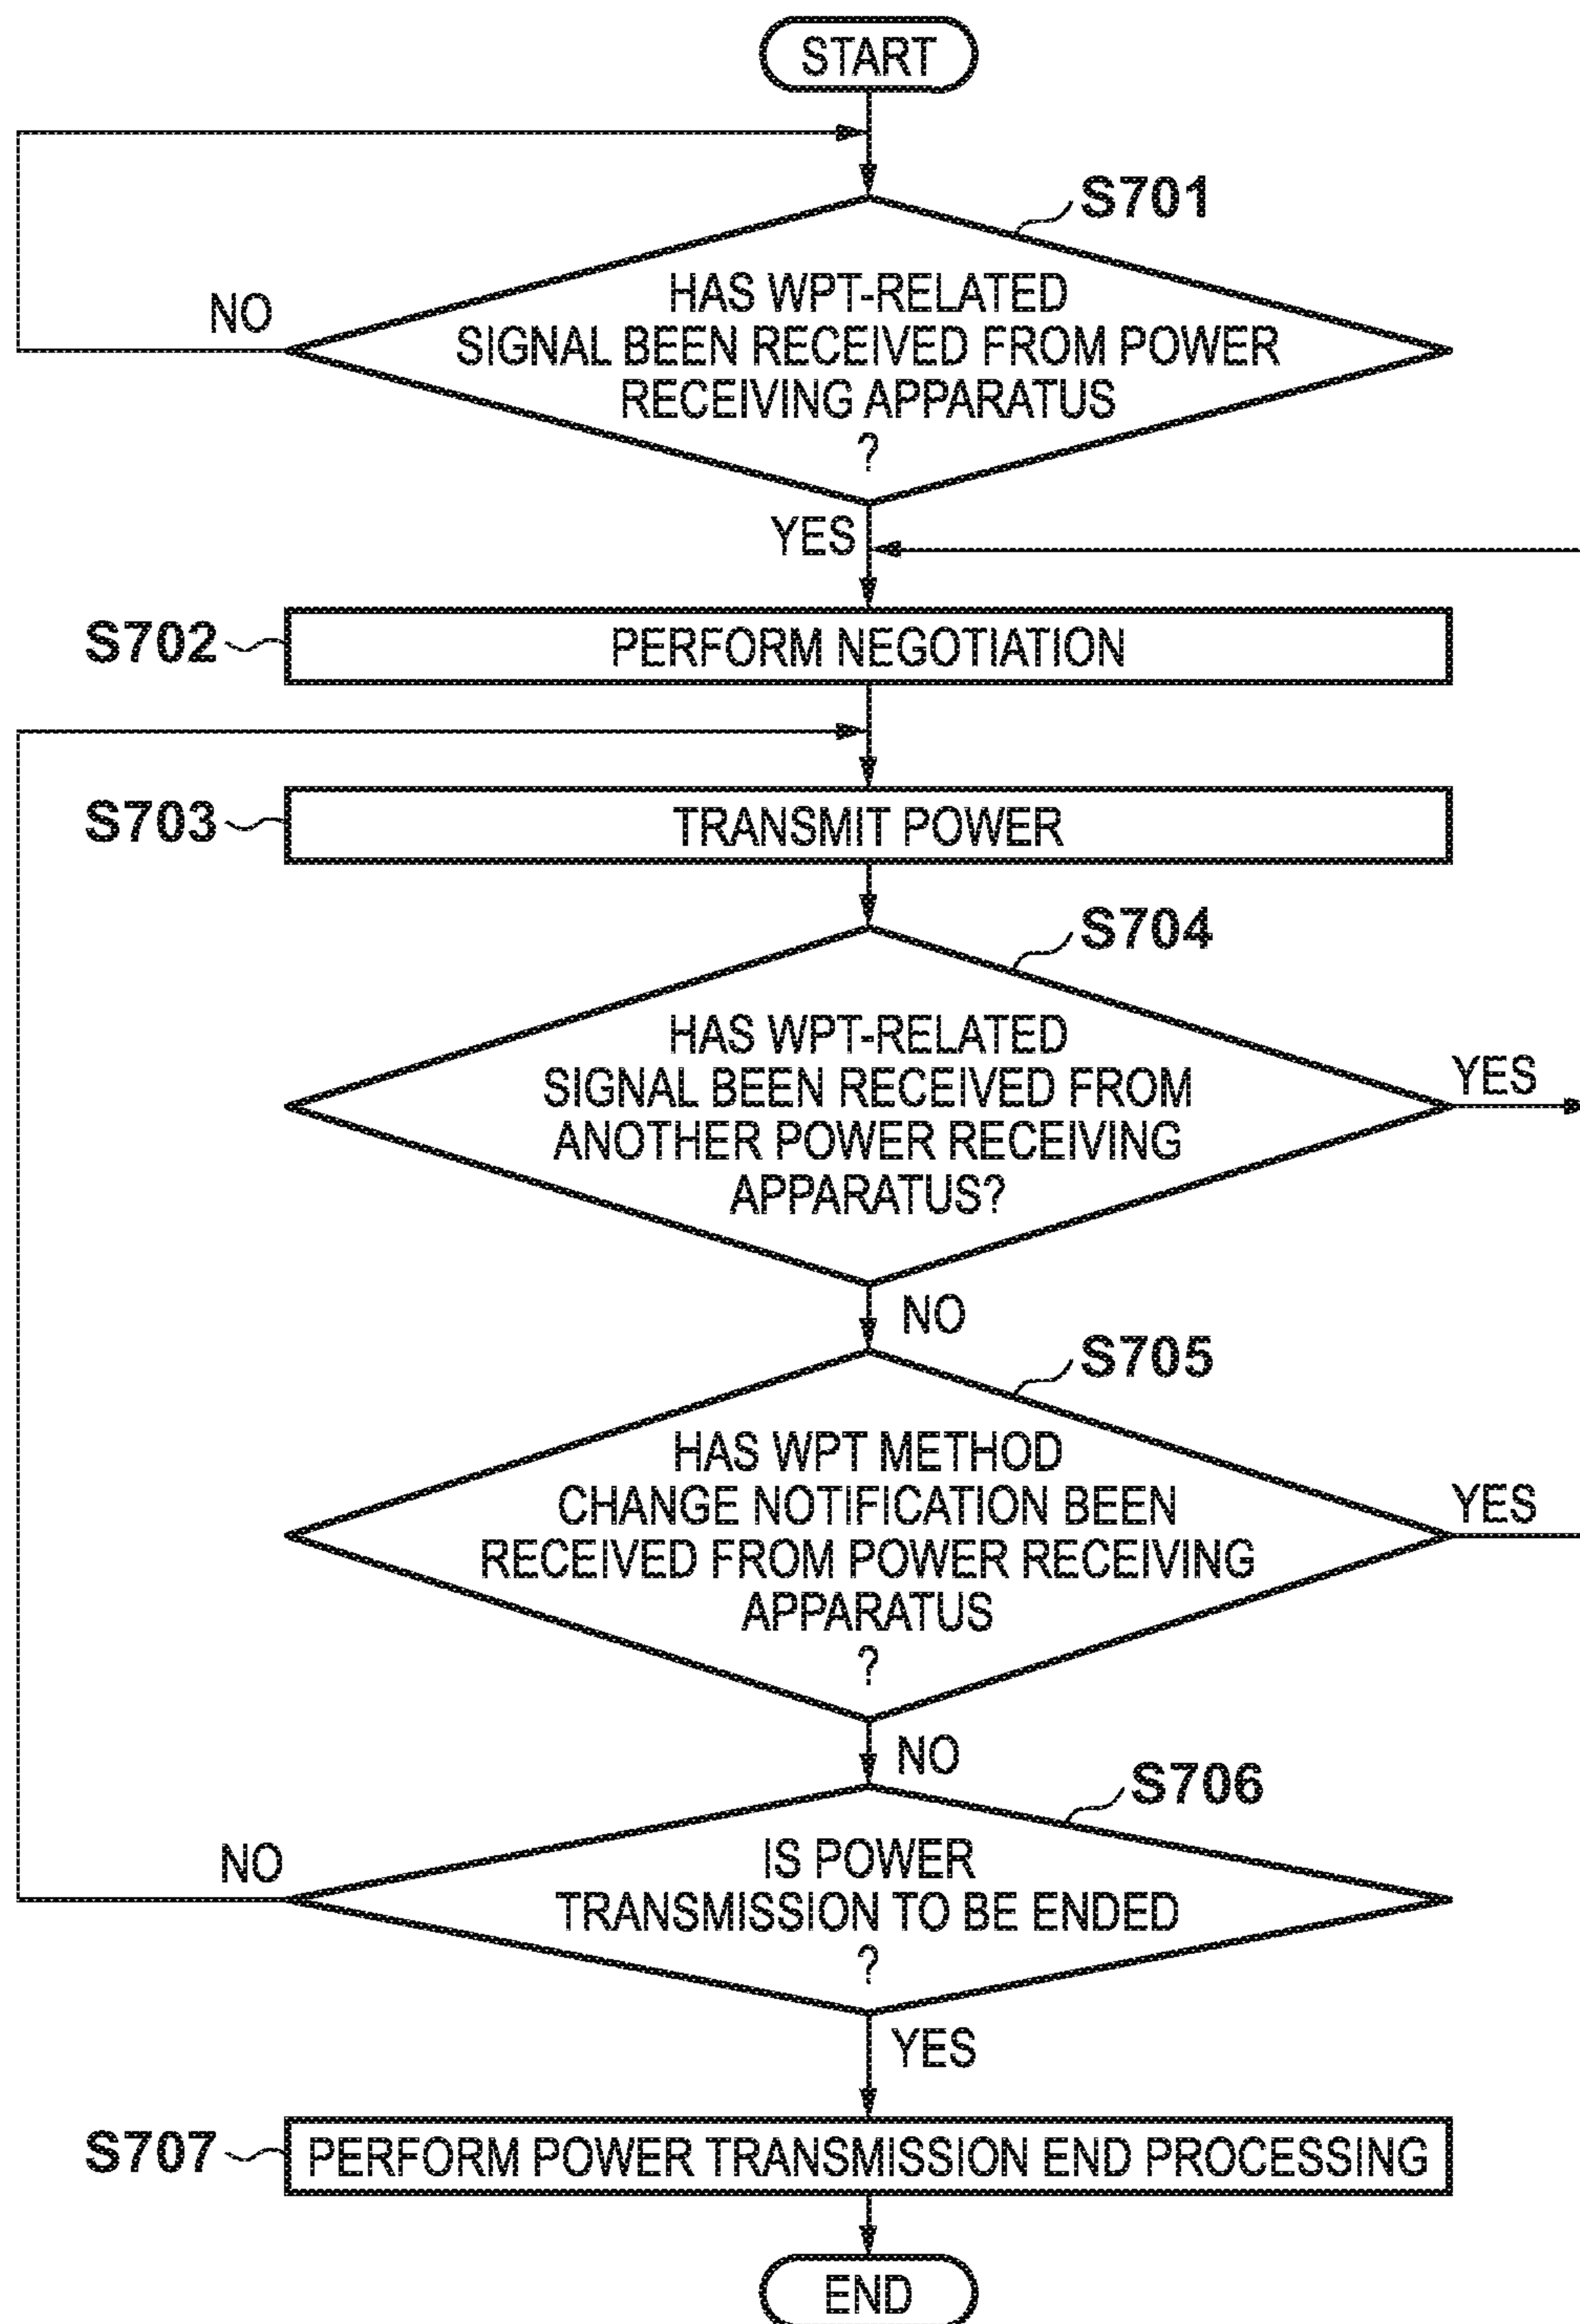 START
S701
HAS WPT-RELATED
SIGNAL BEEN RECEIVED FROM POWER
RECEIVING APPARATUS
?
NO
YES
S702
PERFORM NEGOTIATION
S703
TRANSMIT POWER
S704
HAS WPT-RELATED
SIGNAL BEEN RECEIVED FROM
ANOTHER POWER RECEIVING
APPARATUS?
YES
NO
S705
HAS WPT METHOD
CHANGE NOTIFICATION BEEN
RECEIVED FROM POWER RECEIVING
APPARATUS
?
YES
NO
S706
IS POWER
TRANSMISSION TO BE ENDED
?
NO
YES
S707
PERFORM POWER TRANSMISSION END PROCESSING
END